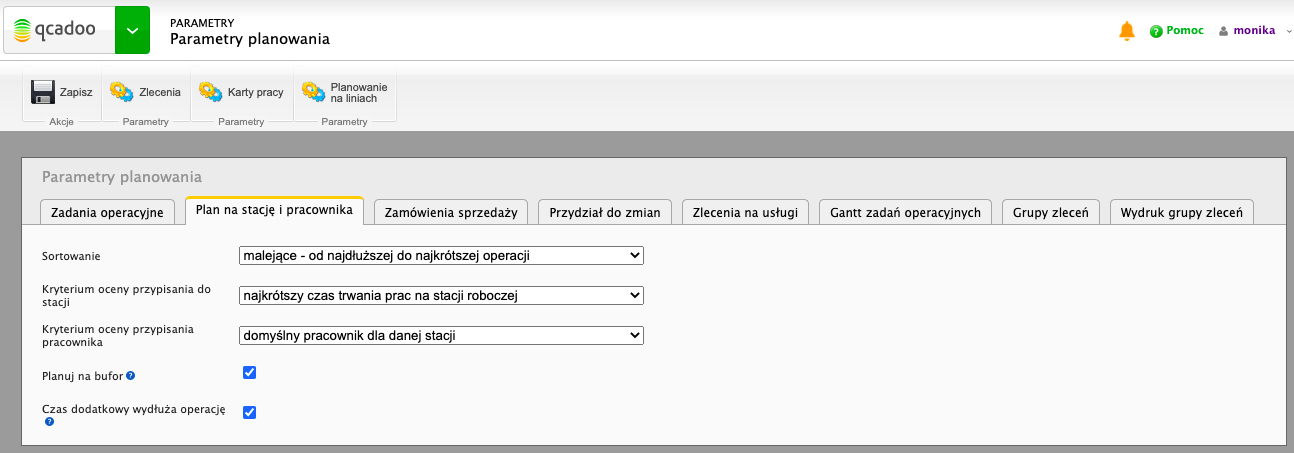 qcadoo
PARAMETRY
Parametry planowania
Pomoc
monika
Zapisz
Akcje
Zlecenia
Parametry
Karty pracy
Parametry
Planowanie
na liniach
Parametry
Parametry planowania
Zadania operacyjne
Plan na stację i pracownika
Zamówienia sprzedaży
Przydział do zmian
Zlecenia na usługi
Gantt zadań operacyjnych
Grupy zleceń
Wydruk grupy zleceń
Sortowanie
malejące - od najdłuższej do najkrótszej operacji
Kryterium oceny przypisania do
stacji
najkrótszy czas trwania prac na stacji roboczej
Kryterium oceny przypisania
pracownika
domyślny pracownik dla danej stacji
Planuj na bufor ?
Czas dodatkowy wydłuża operację
?